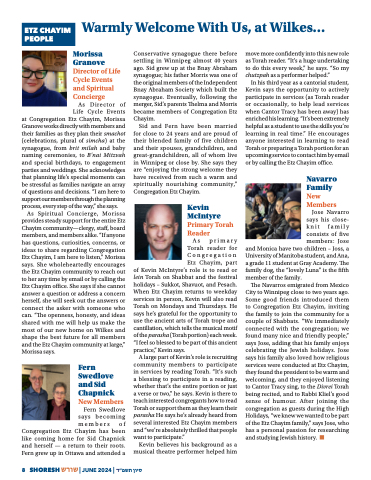 ETZ CHAYIM
PEOPLE
Warmly Welcome With Us, at Wilkes...
Morissa
Granove
Director of Life
Cycle Events
and Spiritual
Concierge
As Director of
Life Cycle Events
at Congregation Etz Chayim, Morissa
Granove works directly with members and
their families as they plan their smachot
[celebrations, plural of simcha] at the
synagogue, from brit milah and baby
naming ceremonies, to B'nai Mitzvah
and special birthdays, to engagement
parties and weddings. She acknowledges
that planning life's special moments can
be stressful as families navigate an array
of questions and decisions. "I am here to
support our members through the planning
process, every step of the way," she says.
As Spiritual Concierge, Morissa
provides steady support for the entire Etz
Chayim community—clergy, staff, board
members, and members alike. "If anyone
has questions, curiosities, concerns, or
ideas to share regarding Congregation
Etz Chayim, I am here to listen," Morissa
says. She wholeheartedly encourages
the Etz Chayim community to reach out
to her any time by email or by calling the
Etz Chayim office. She says if she cannot
answer a question or address a concern
herself, she will seek out the answers or
connect the asker with someone who
can. "The openness, honesty, and ideas
shared with me will help us make the
most of our new home on Wilkes and
shape the best future for all members
and the Etz Chayim community at large,"
Morissa says.
Fern
Swedlove
and Sid
Chapnick
New Members
Fern Swedlove
says becoming
members of
Congregation Etz Chayim has been
like coming home for Sid Chapnick
and herself — a return to their roots.
Fern grew up in Ottawa and attended a
Conservative synagogue there before
settling in Winnipeg almost 40 years
ago. Sid grew up at the Bnay Abraham
synagogue; his father Morris was one of
the original members of the Independent
Bnay Abraham Society which built the
synagogue. Eventually, following the
merger, Sid's parents Thelma and Morris
became members of Congregation Etz
Chayim.
Sid and Fern have been married
for close to 24 years and are proud of
their blended family of five children
and their spouses, grandchildren, and
great-grandchildren, all of whom live
in Winnipeg or close by. She says they
are "enjoying the strong welcome they
have received from such a warm and
spiritually nourishing community,"
Congregation Etz Chayim.
Kevin
McIntyre
Primary Torah
Reader
As primary
Torah reader for
Congregation
Etz Chayim, part
of Kevin McIntyre's role is to read or
lein Torah on Shabbat and the festival
holidays – Sukkot, Shavuot, and Pesach.
When Etz Chayim returns to weekday
services in person, Kevin will also read
Torah on Mondays and Thursdays. He
says he's grateful for the opportunity to
use the ancient arts of Torah trope and
cantillation, which tells the musical motif
of the parasha [Torah portion] each week.
"I feel so blessed to be part of this ancient
practice," Kevin says.
A large part of Kevin's role is recruiting
community members to participate
in services by reading Torah. "It's such
a blessing to participate in a reading,
whether that's the entire portion or just
a verse or two," he says. Kevin is there to
teach interested congregants how to read
Torah or support them as they learn their
parasha. He says he's already heard from
several interested Etz Chayim members
and "we're absolutely thrilled that people
want to participate."
Kevin believes his background as a
musical theatre performer helped him
move more confidently into this new role
as Torah reader. "It's a huge undertaking
to do this every week," he says. "So my
chutzpah as a performer helped."
In his third year as a cantorial student,
Kevin says the opportunity to actively
participate in services [as Torah reader
or occasionally, to help lead services
when Cantor Tracy has been away] has
enriched his learning. "It's been extremely
helpful as a student to use the skills you're
learning in real time." He encourages
anyone interested in learning to read
Torah or preparing a Torah portion for an
upcoming service to contact him by email
or by calling the Etz Chayim office.
Navarro
Family
New
Members
Jose Navarro
says his close-
knit family
consists of five
members: Jose
and Monica have two children – Joss, a
University of Manitoba student, and Ana,
a grade 11 student at Gray Academy. The
family dog, the "lovely Luna" is the fifth
member of the family.
The Navarros emigrated from Mexico
City to Winnipeg close to two years ago.
Some good friends introduced them
to Congregation Etz Chayim, inviting
the family to join the community for a
couple of Shabbats. "We immediately
connected with the congregation; we
found many nice and friendly people,"
says Jose, adding that his family enjoys
celebrating the Jewish holidays. Jose
says his family also loved how religious
services were conducted at Etz Chayim,
they found the president to be warm and
welcoming, and they enjoyed listening
to Cantor Tracy sing, to the Dvarei Torah
being recited, and to Rabbi Kliel's good
sense of humour. After joining the
congregation as guests during the High
Holidays, "we knew we wanted to be part
of the Etz Chayim family," says Jose, who
has a personal passion for researching
and studying Jewish history.
8 SHORESH שורש | JUNE 2024 | סיון תשפ"ד